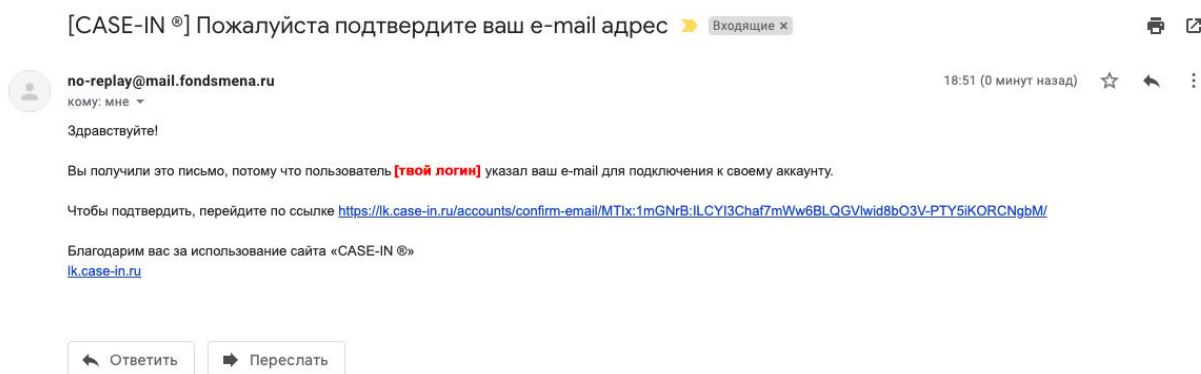 [CASE-IN ®] Пожалуйста подтвердите ваш e-mail адрес Входящие ×
no-replay@mail.fondsmena.ru 18:51 (0 минут назад)
кому: мне
Здравствуйте!
Вы получили это письмо, потому что пользователь [твой логин] указал ваш e-mail для подключения к своему аккаунту.
Чтобы подтвердить, перейдите по ссылке https://lk.case-in.ru/accounts/confirm-email/MTIx:1mGNrB:ILCYI3Chaf7mWw6BLQGVlwid8bO3V-PTY5iKORCNgbM/
Благодарим вас за использование сайта «CASE-IN ®»
lk.case-in.ru
Ответить Переслать